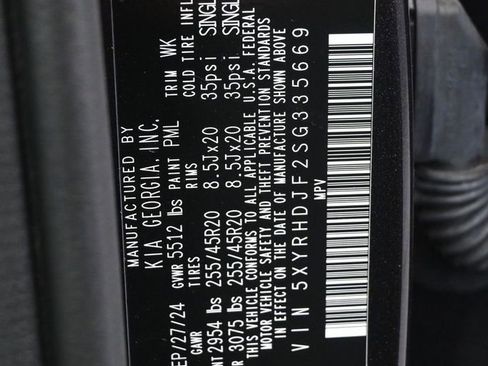 MANUFACTURED BY
KIA GEORGIA, INC.
EP/27/24 GVWR 5512 lbs PAINT PML TRIM WK
GAWR TIRES RIMS COLD TIRE INFL
NT 2954 lbs 255/45R20 8.5Jx20 35psi SINGL
R 3075 lbs 255/45R20 8.5Jx20 35psi SINGL
THIS VEHICLE CONFORMS TO ALL APPLICABLE U.S.A. FEDERAL
MOTOR VEHICLE SAFETY AND THEFT PREVENTION STANDARDS
IN EFFECT ON THE DATE OF MANUFACTURE SHOWN ABOVE
VIN 5XYRHDJF2SG335669
MPV